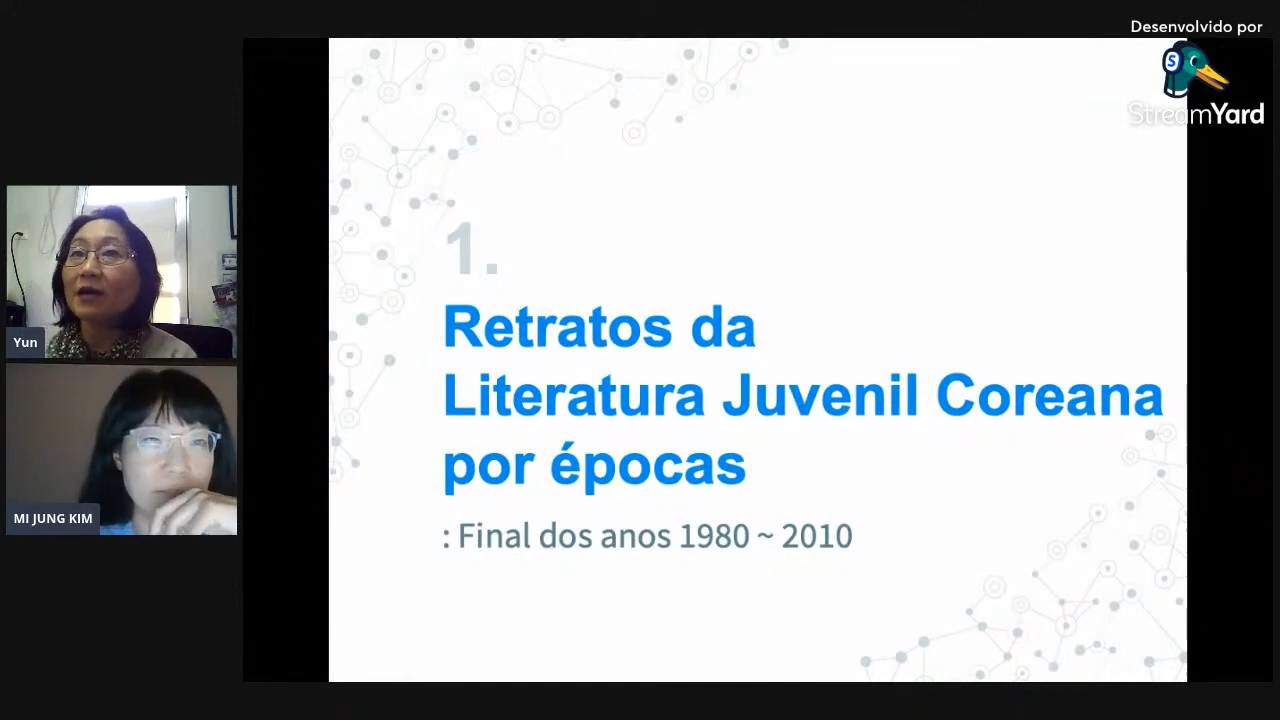 Desenvolvido por
StreamYard
1.
Retratos da
Literatura Juvenil Coreana
por épocas
: Final dos anos 1980 ~ 2010
Yun
MI JUNG KIM